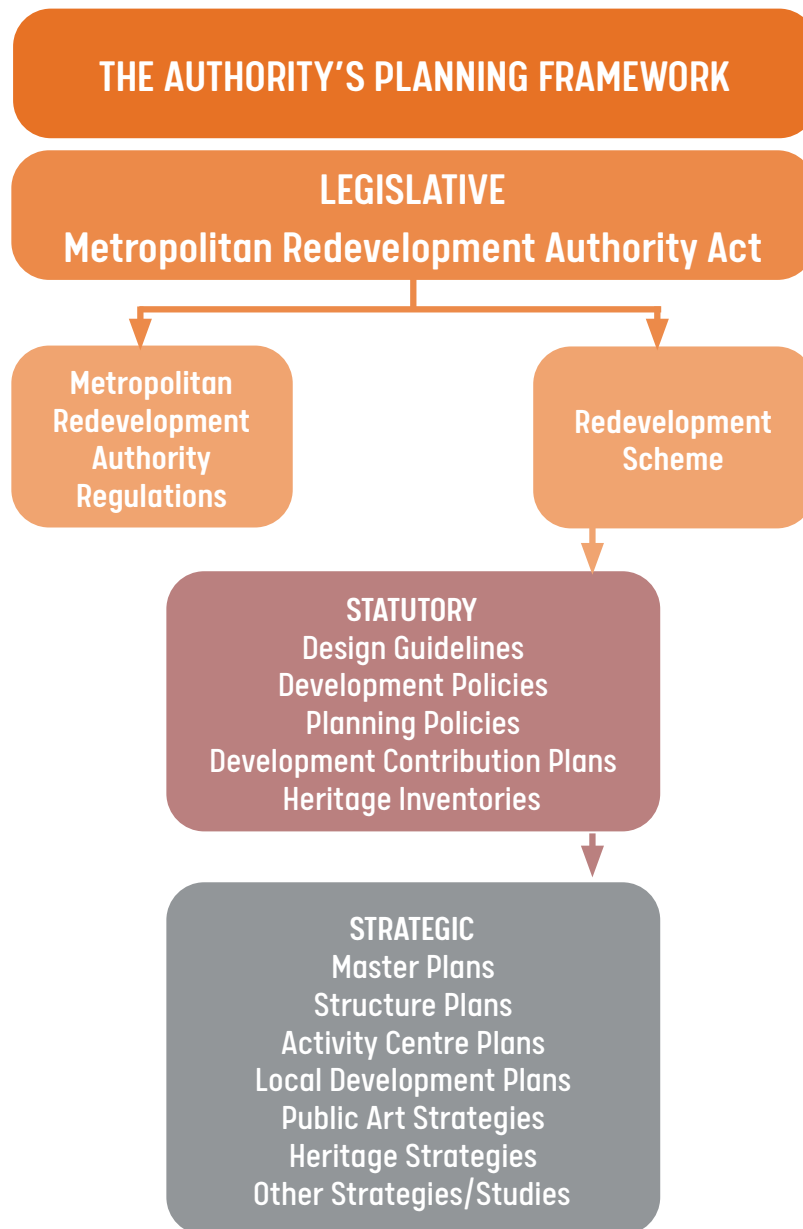 THE AUTHORITY'S PLANNING FRAMEWORK
LEGISLATIVE
Metropolitan Redevelopment Authority Act
Metropolitan
Redevelopment
Authority
Regulations
Redevelopment
Scheme
STATUTORY
Design Guidelines
Development Policies
Planning Policies
Development Contribution Plans
Heritage Inventories
STRATEGIC
Master Plans
Structure Plans
Activity Centre Plans
Local Development Plans
Public Art Strategies
Heritage Strategies
Other Strategies/Studies